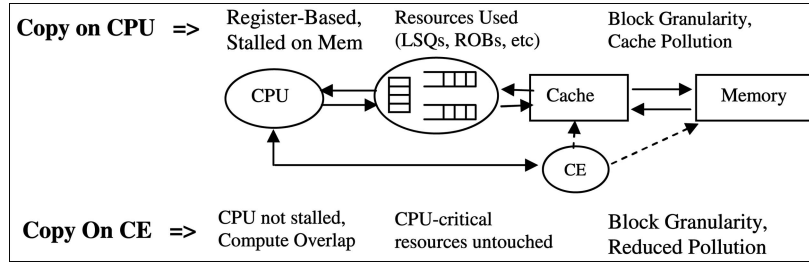 Copy on CPU => Register-Based, Resources Used Block Granularity,
Stalled on Mem (LSQs, ROBs, etc) Cache Pollution
CPU Cache Memory
CE
Copy On CE => CPU not stalled, CPU-critical Block Granularity,
Compute Overlap resources untouched Reduced Pollution